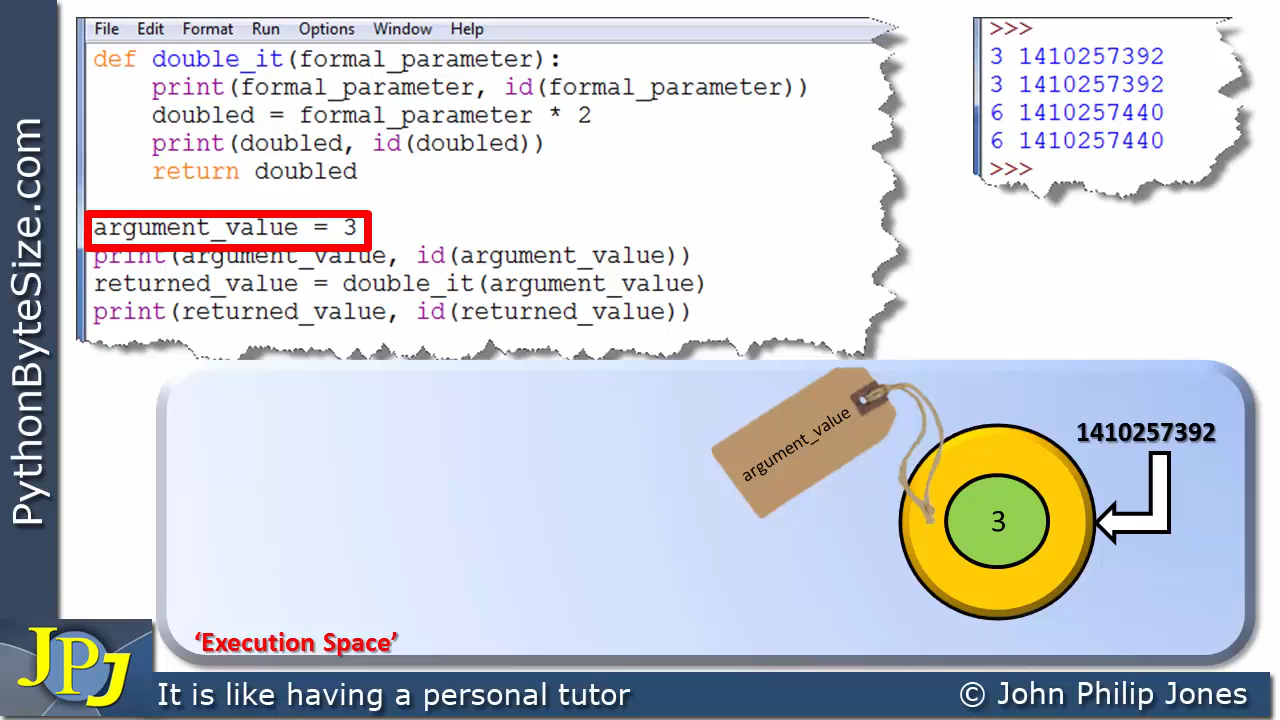 File Edit Format Run Options Window Help
def double_it(formal_parameter):
print(formal_parameter, id(formal_parameter))
doubled = formal_parameter * 2
print(doubled, id(doubled))
return doubled
argument_value = 3
print(argument_value, id(argument_value))
returned_value = double_it(argument_value)
print(returned_value, id(returned_value))
>>>
3 1410257392
3 1410257392
6 1410257440
6 1410257440
>>>
PythonByteSize.com
argument_value
1410257392
3
‘Execution Space’
JPJ
It is like having a personal tutor
© John Philip Jones